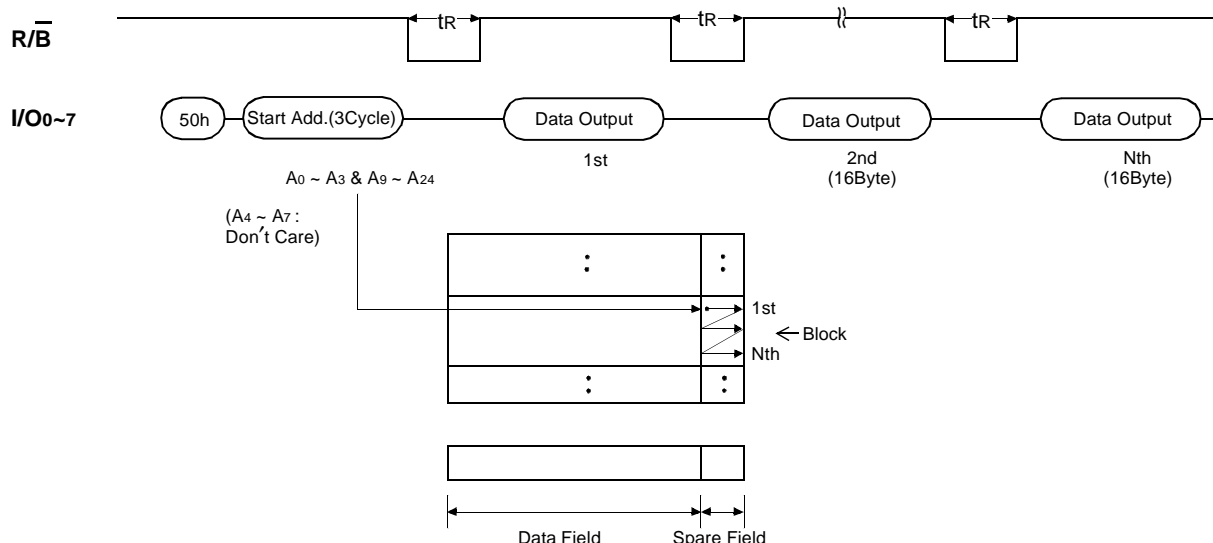 R/B
tR
tR
tR
I/O0~7
50h
Start Add.(3Cycle)
Data Output
Data Output
Data Output
1st
2nd
(16Byte)
Nth
(16Byte)
A0 ~ A3 & A9 ~ A24
(A4 ~ A7 :
Don′t Care)
1st
Block
Nth
Data Field
Spare Field